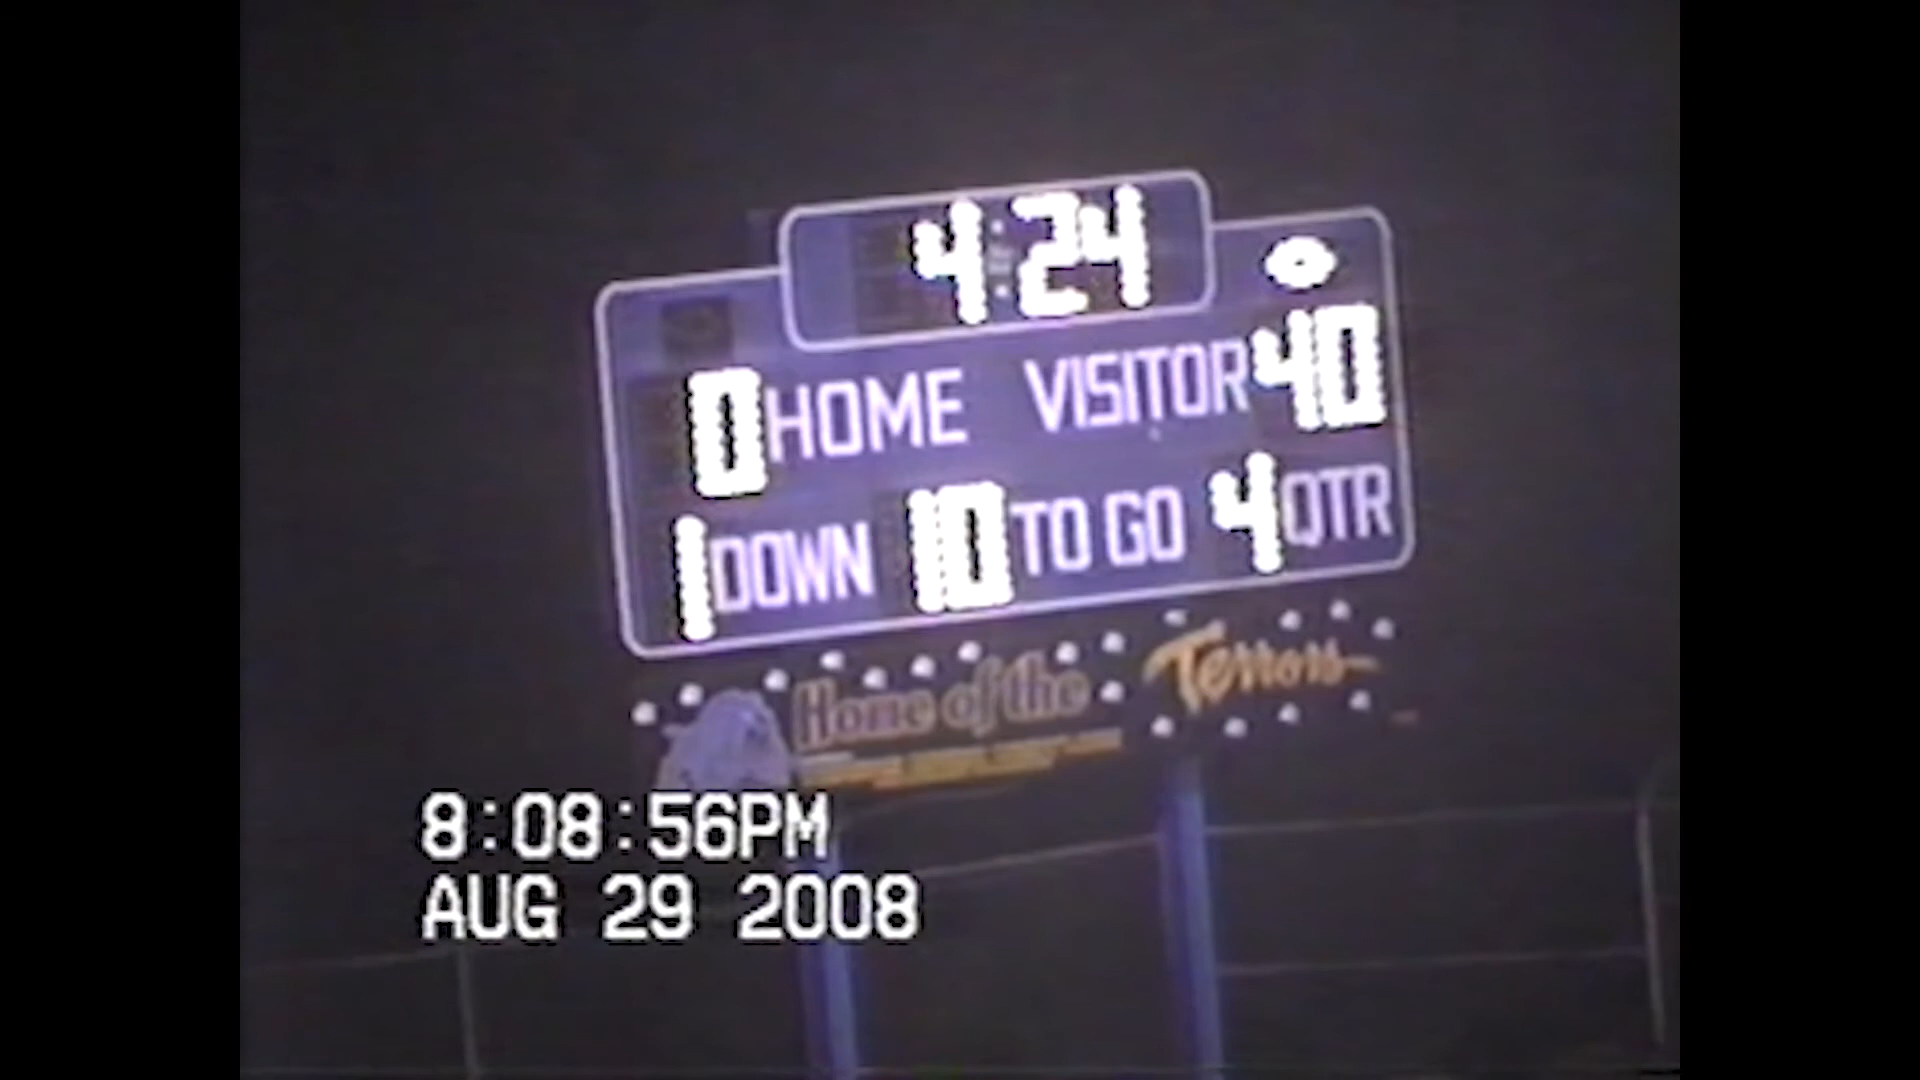 4:24
0 HOME VISITOR 40
1 DOWN 10 TO GO 4 QTR
Home of the Terrors
8:08:56PM
AUG 29 2008